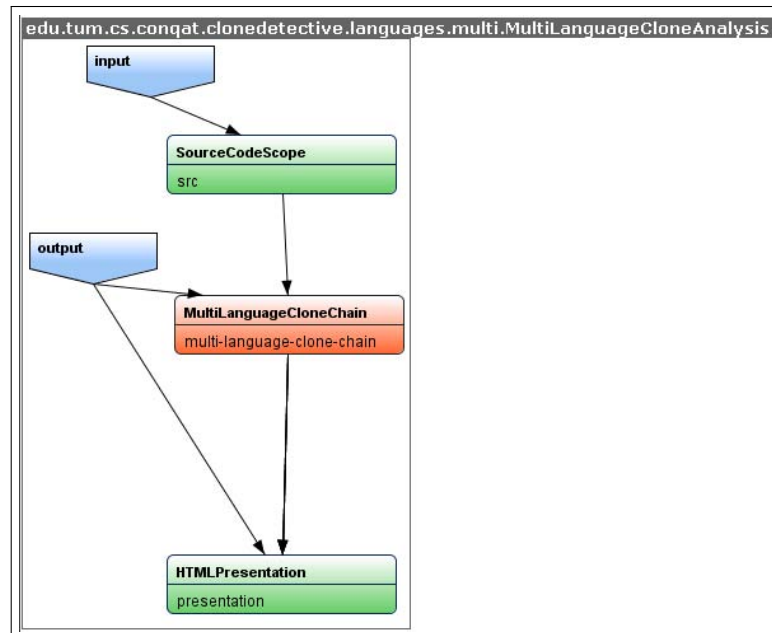 edu.tum.cs.conqat.clonedetective.languages.multi.MultiLanguageCloneAnalysis
input
SourceCodeScope
src
output
MultiLanguageCloneChain
multi-language-clone-chain
HTMLPresentation
presentation